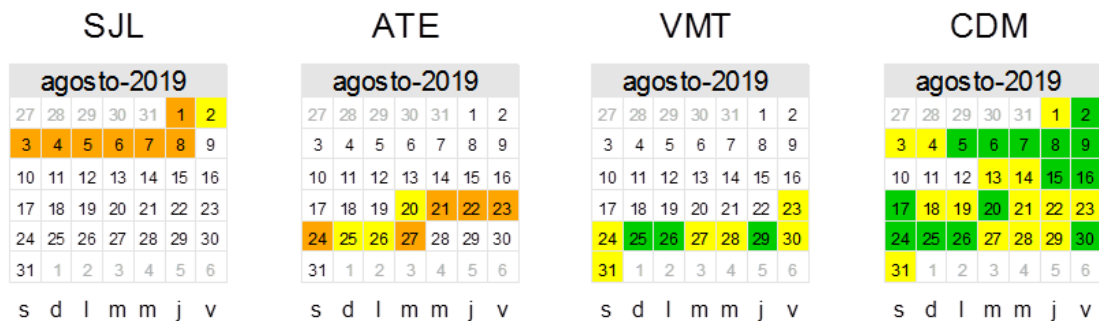 SJL ATE VMT CDM
agosto-2019 agosto-2019 agosto-2019 agosto-2019
27 28 29 30 31 1 2 27 28 29 30 31 1 2 27 28 29 30 31 1 2 27 28 29 30 31 1 2
3 4 5 6 7 8 9 3 4 5 6 7 8 9 3 4 5 6 7 8 9 3 4 5 6 7 8 9
10 11 12 13 14 15 16 10 11 12 13 14 15 16 10 11 12 13 14 15 16 10 11 12 13 14 15 16
17 18 19 20 21 22 23 17 18 19 20 21 22 23 17 18 19 20 21 22 23 17 18 19 20 21 22 23
24 25 26 27 28 29 30 24 25 26 27 28 29 30 24 25 26 27 28 29 30 24 25 26 27 28 29 30
31 1 2 3 4 5 6 31 1 2 3 4 5 6 31 1 2 3 4 5 6 31 1 2 3 4 5 6
s d l m m j v s d l m m j v s d l m m j v s d l m m j v